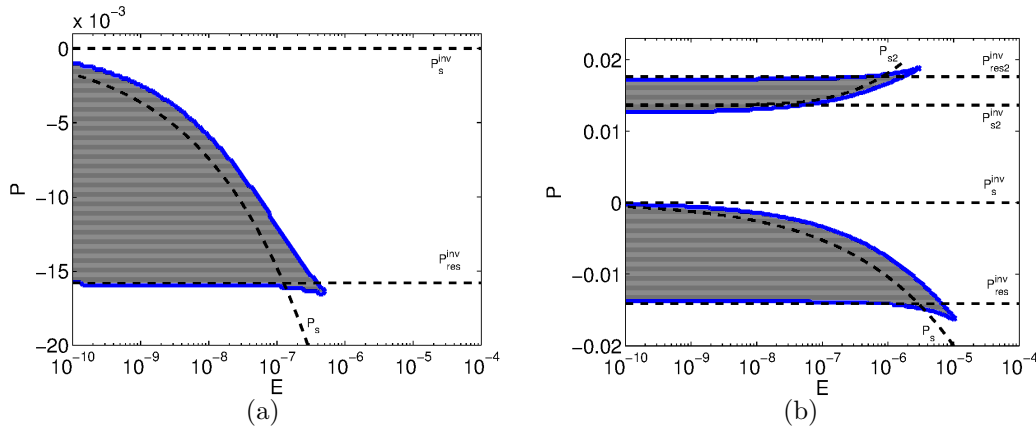 x 10⁻³
0
−5
−10
−15
−20
P
P_s^inv
P_res^inv
P_s
10⁻¹⁰ 10⁻⁹ 10⁻⁸ 10⁻⁷ 10⁻⁶ 10⁻⁵ 10⁻⁴
E
(a)
0.02
0.01
0
−0.01
−0.02
P
P_s2
P_res2^inv
P_s2^inv
P_s^inv
P_res^inv
P_s
10⁻¹⁰ 10⁻⁹ 10⁻⁸ 10⁻⁷ 10⁻⁶ 10⁻⁵ 10⁻⁴
E
(b)